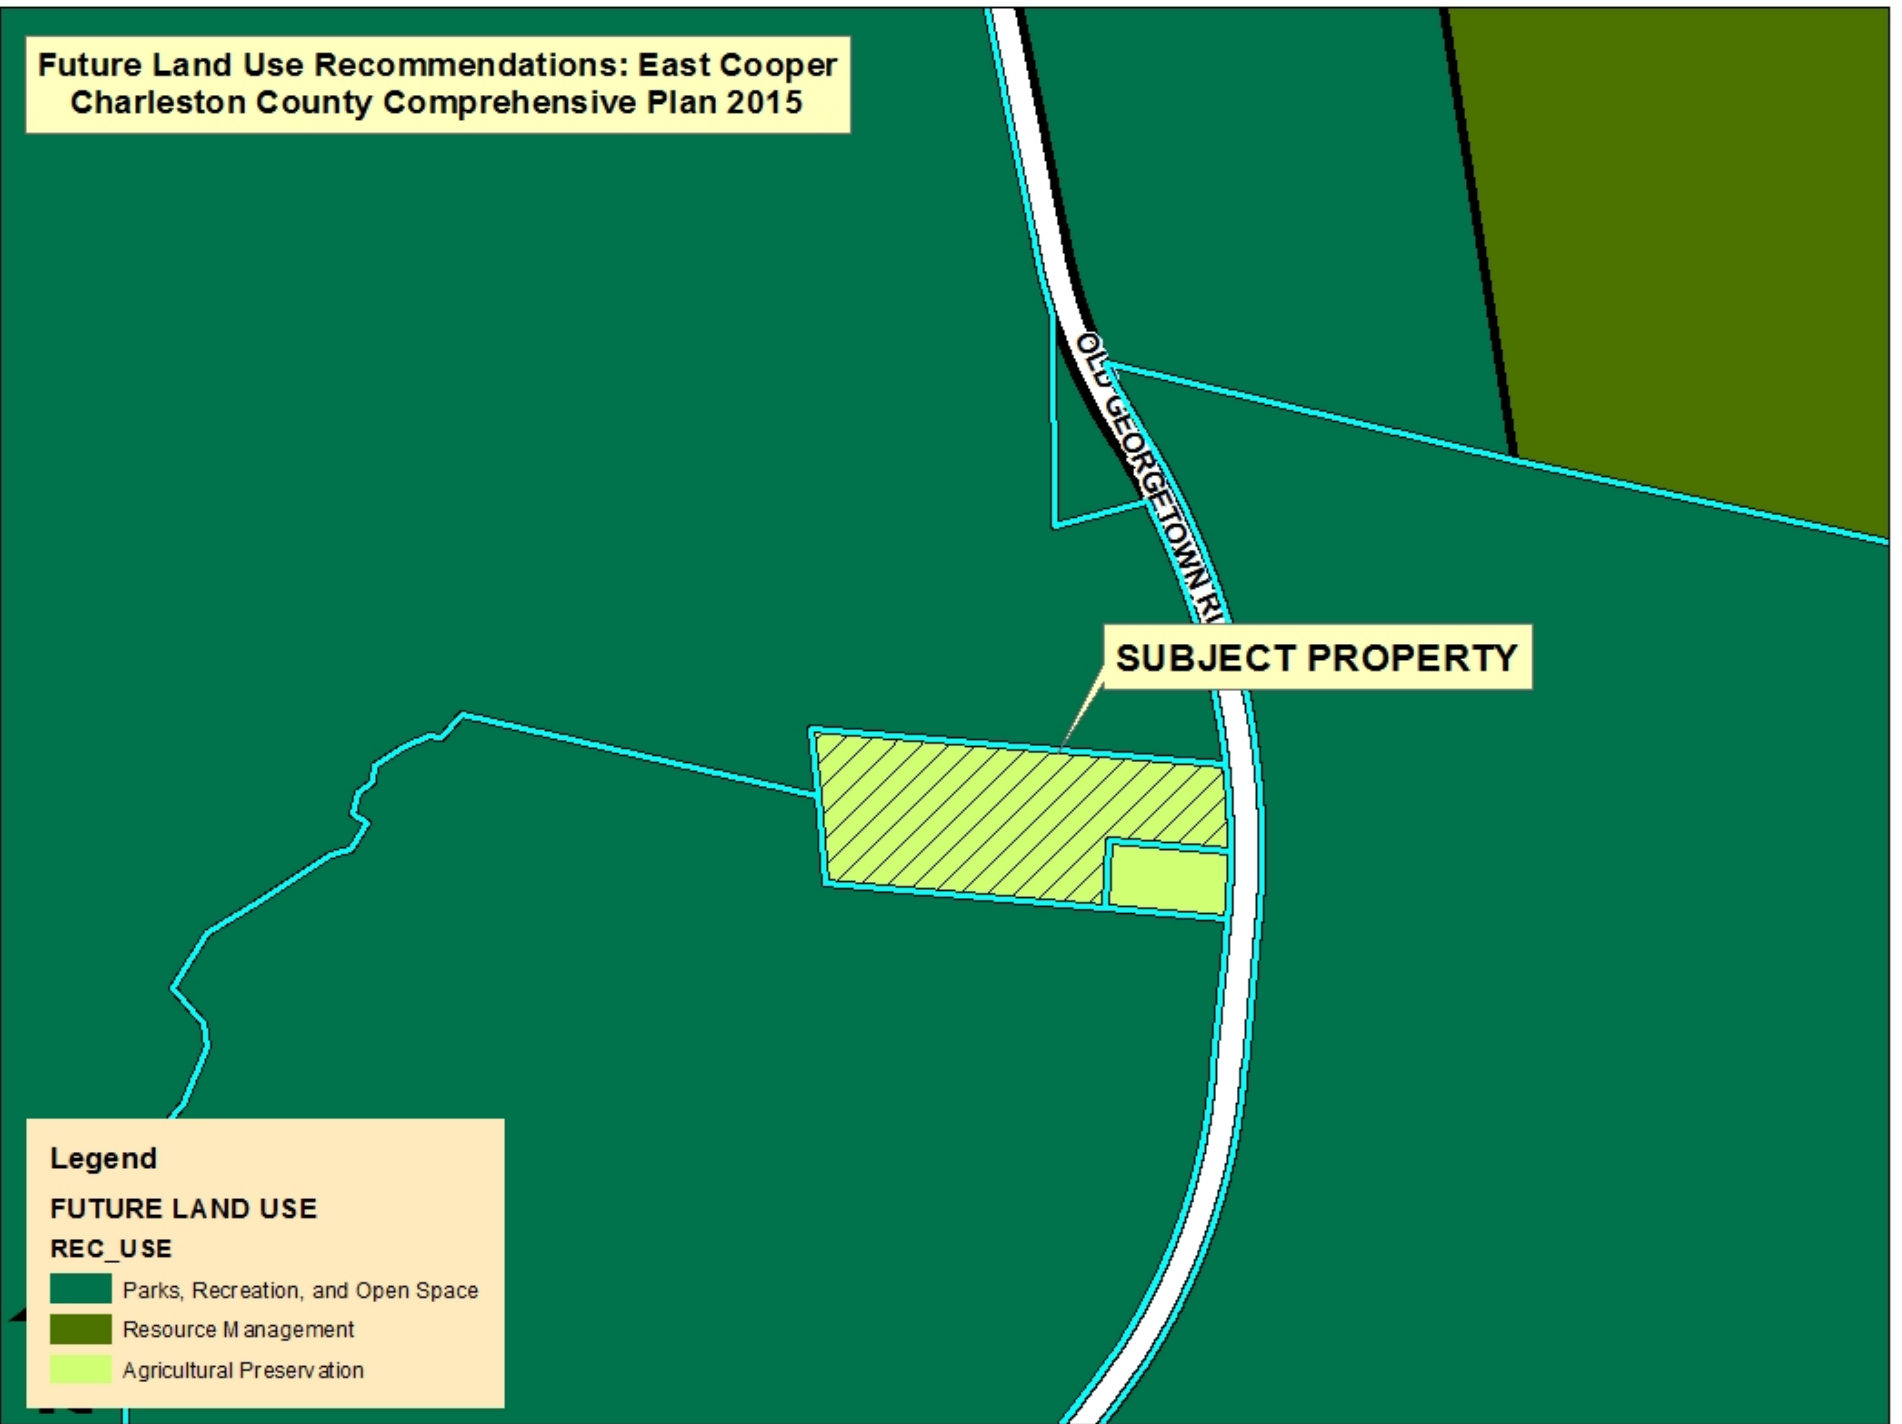 Future Land Use Recommendations: East Cooper
Charleston County Comprehensive Plan 2015
OLD GEORGETOWN
SUBJECT PROPERTY
Legend
FUTURE LAND USE
REC_USE
Parks, Recreation, and Open Space
Resource Management
Agricultural Preservation